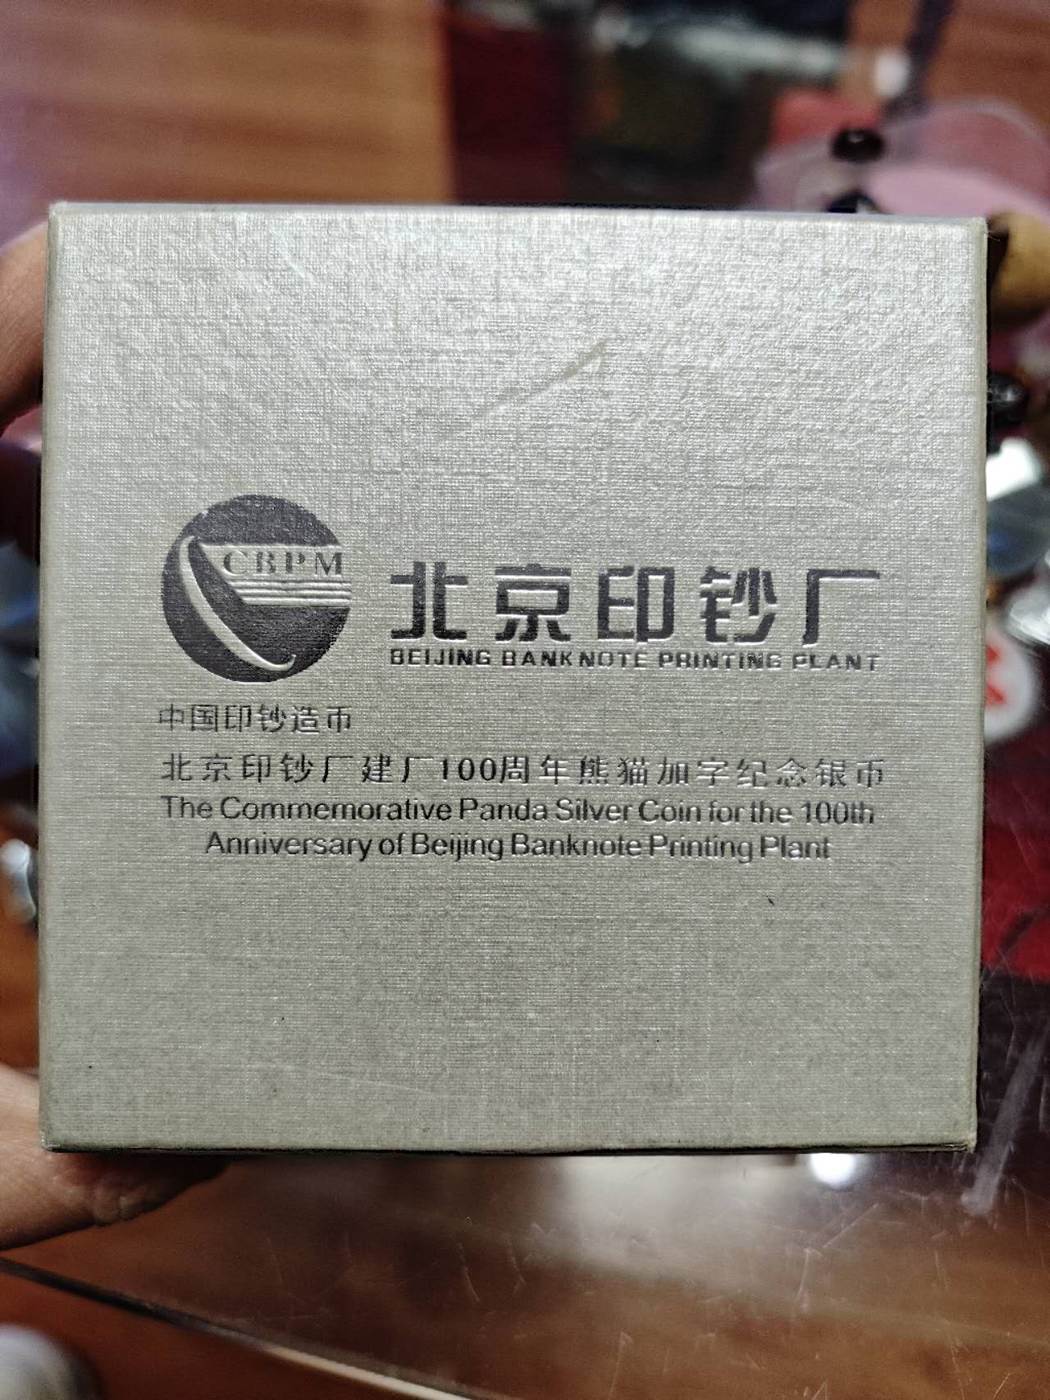 CBPM
北京印钞厂
BEIJING BANKNOTE PRINTING PLANT
中国印钞造币
北京印钞厂建厂100周年熊猫加字纪念银币
The Commemorative Panda Silver Coin for the 100th
Anniversary of Beijing Banknote Printing Plant